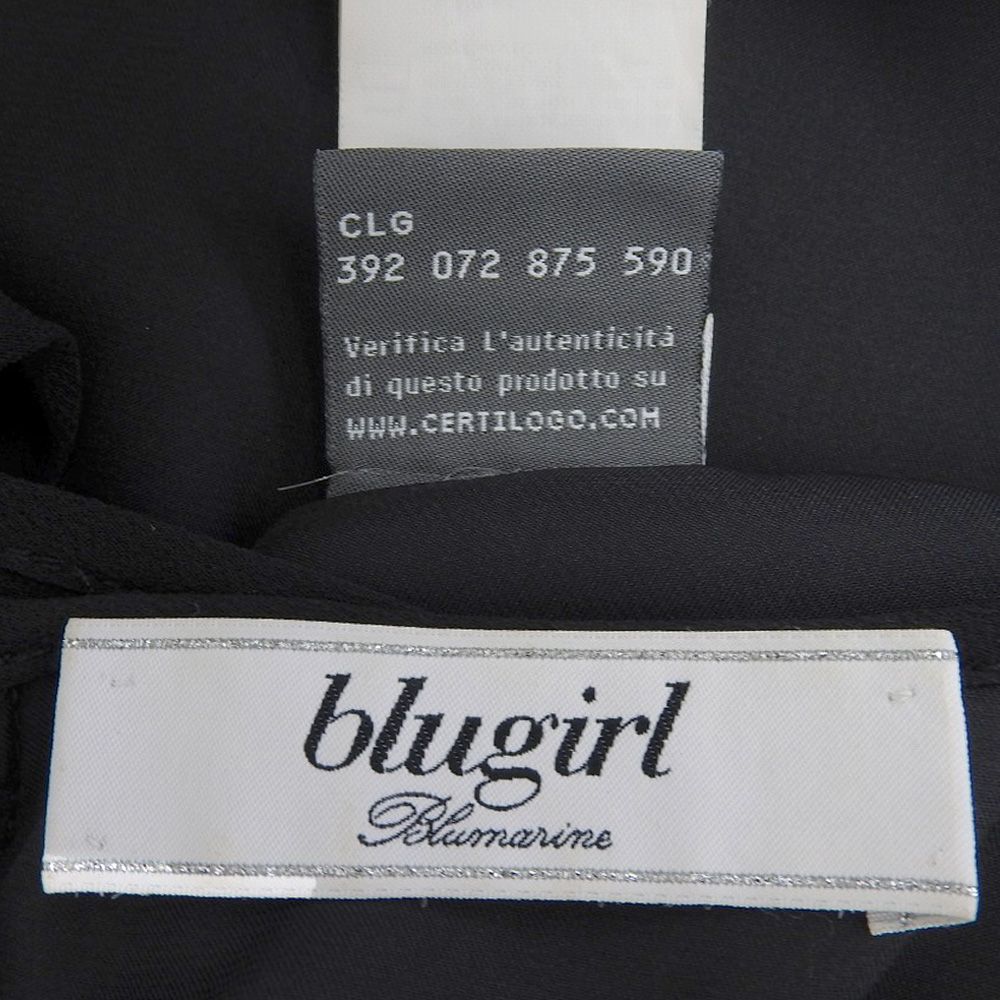 CLG
392 072 875 590
Verifica l'autenticità
di questo prodotto su
WWW.CERTILOGO.COM
blugirl
Blumarine